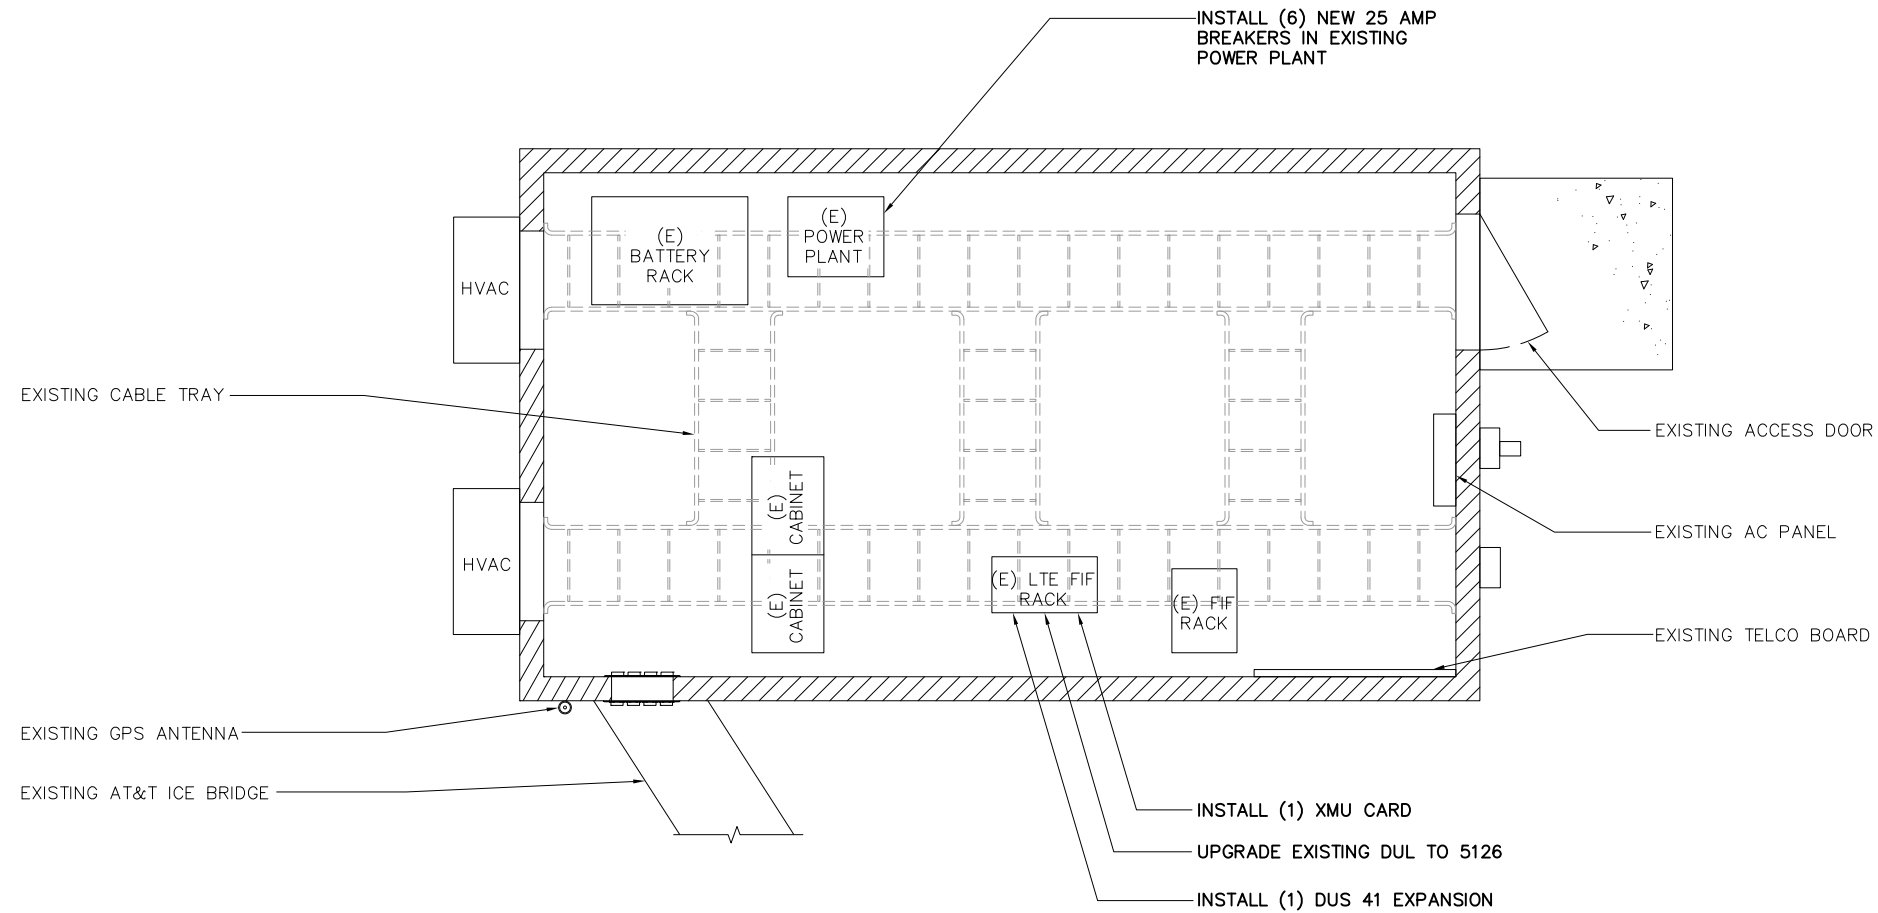 INSTALL (6) NEW 25 AMP
BREAKERS IN EXISTING
POWER PLANT
(E)
BATTERY
RACK
(E)
POWER
PLANT
HVAC
EXISTING CABLE TRAY
EXISTING ACCESS DOOR
(E)
CABINET
EXISTING AC PANEL
HVAC
(E) LTE FIF
RACK
(E)
CABINET
(E) FIF
RACK
EXISTING TELCO BOARD
EXISTING GPS ANTENNA
EXISTING AT&T ICE BRIDGE
INSTALL (1) XMU CARD
UPGRADE EXISTING DUL TO 5126
INSTALL (1) DUS 41 EXPANSION